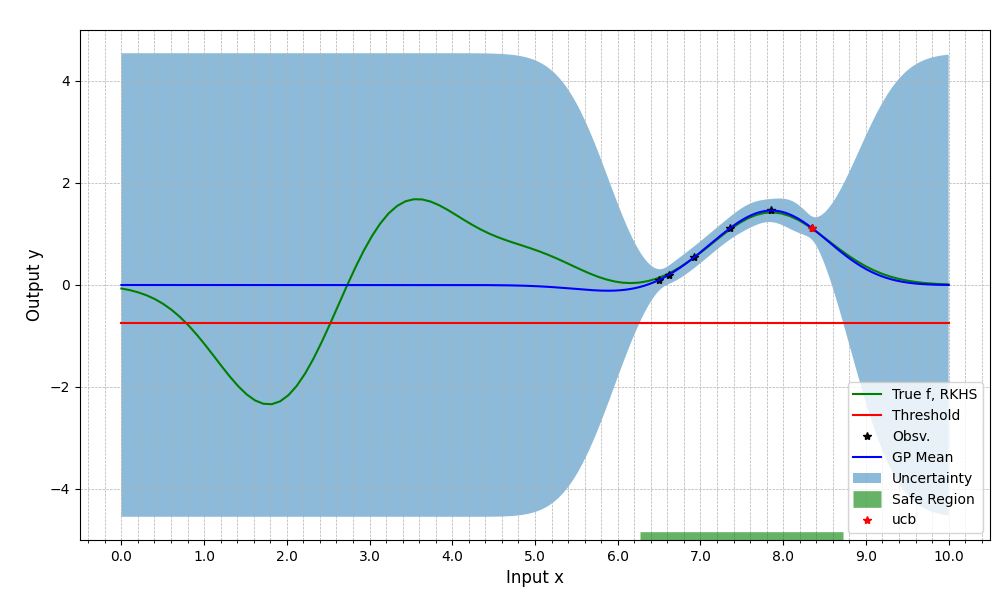 Output y
4
2
0
−2
−4
True f, RKHS
Threshold
Obsv.
GP Mean
Uncertainty
Safe Region
ucb
0.0 1.0 2.0 3.0 4.0 5.0 6.0 7.0 8.0 9.0 10.0
Input x